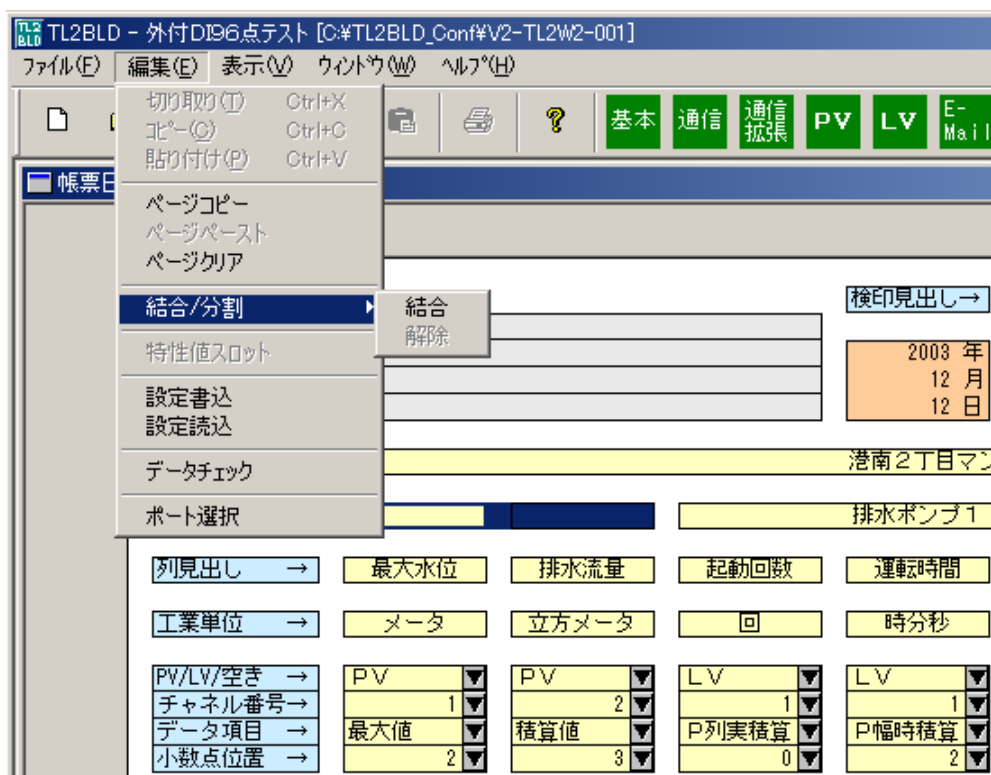 TL2BLD - 外付DI96点テスト [C:¥TL2BLD_Conf¥V2-TL2W2-001]
ファイル(F) 編集(E) 表示(V) ウィンドウ(W) ヘルプ(H)
基本 通信 通信拡張 PV LV E-Mail
切り取り(T) Ctrl+X
コピー(C) Ctrl+C
貼り付け(P) Ctrl+V
帳票日
ページコピー
ページペースト
ページクリア
結合/分割 結合
解除
特性値スロット
設定書込
設定読込
データチェック
ポート選択
検印見出し→
2003 年
12 月
12 日
港南2丁目マン
排水ポンプ1
列見出し → 最大水位 排水流量 起動回数 運転時間
工業単位 → メータ 立方メータ 回 時分秒
PV/LV/空き → PV PV LV LV
チャネル番号→ 1 2 1 1
データ項目 → 最大値 積算値 P列実積算 P幅時積算
小数点位置 → 2 3 0 2